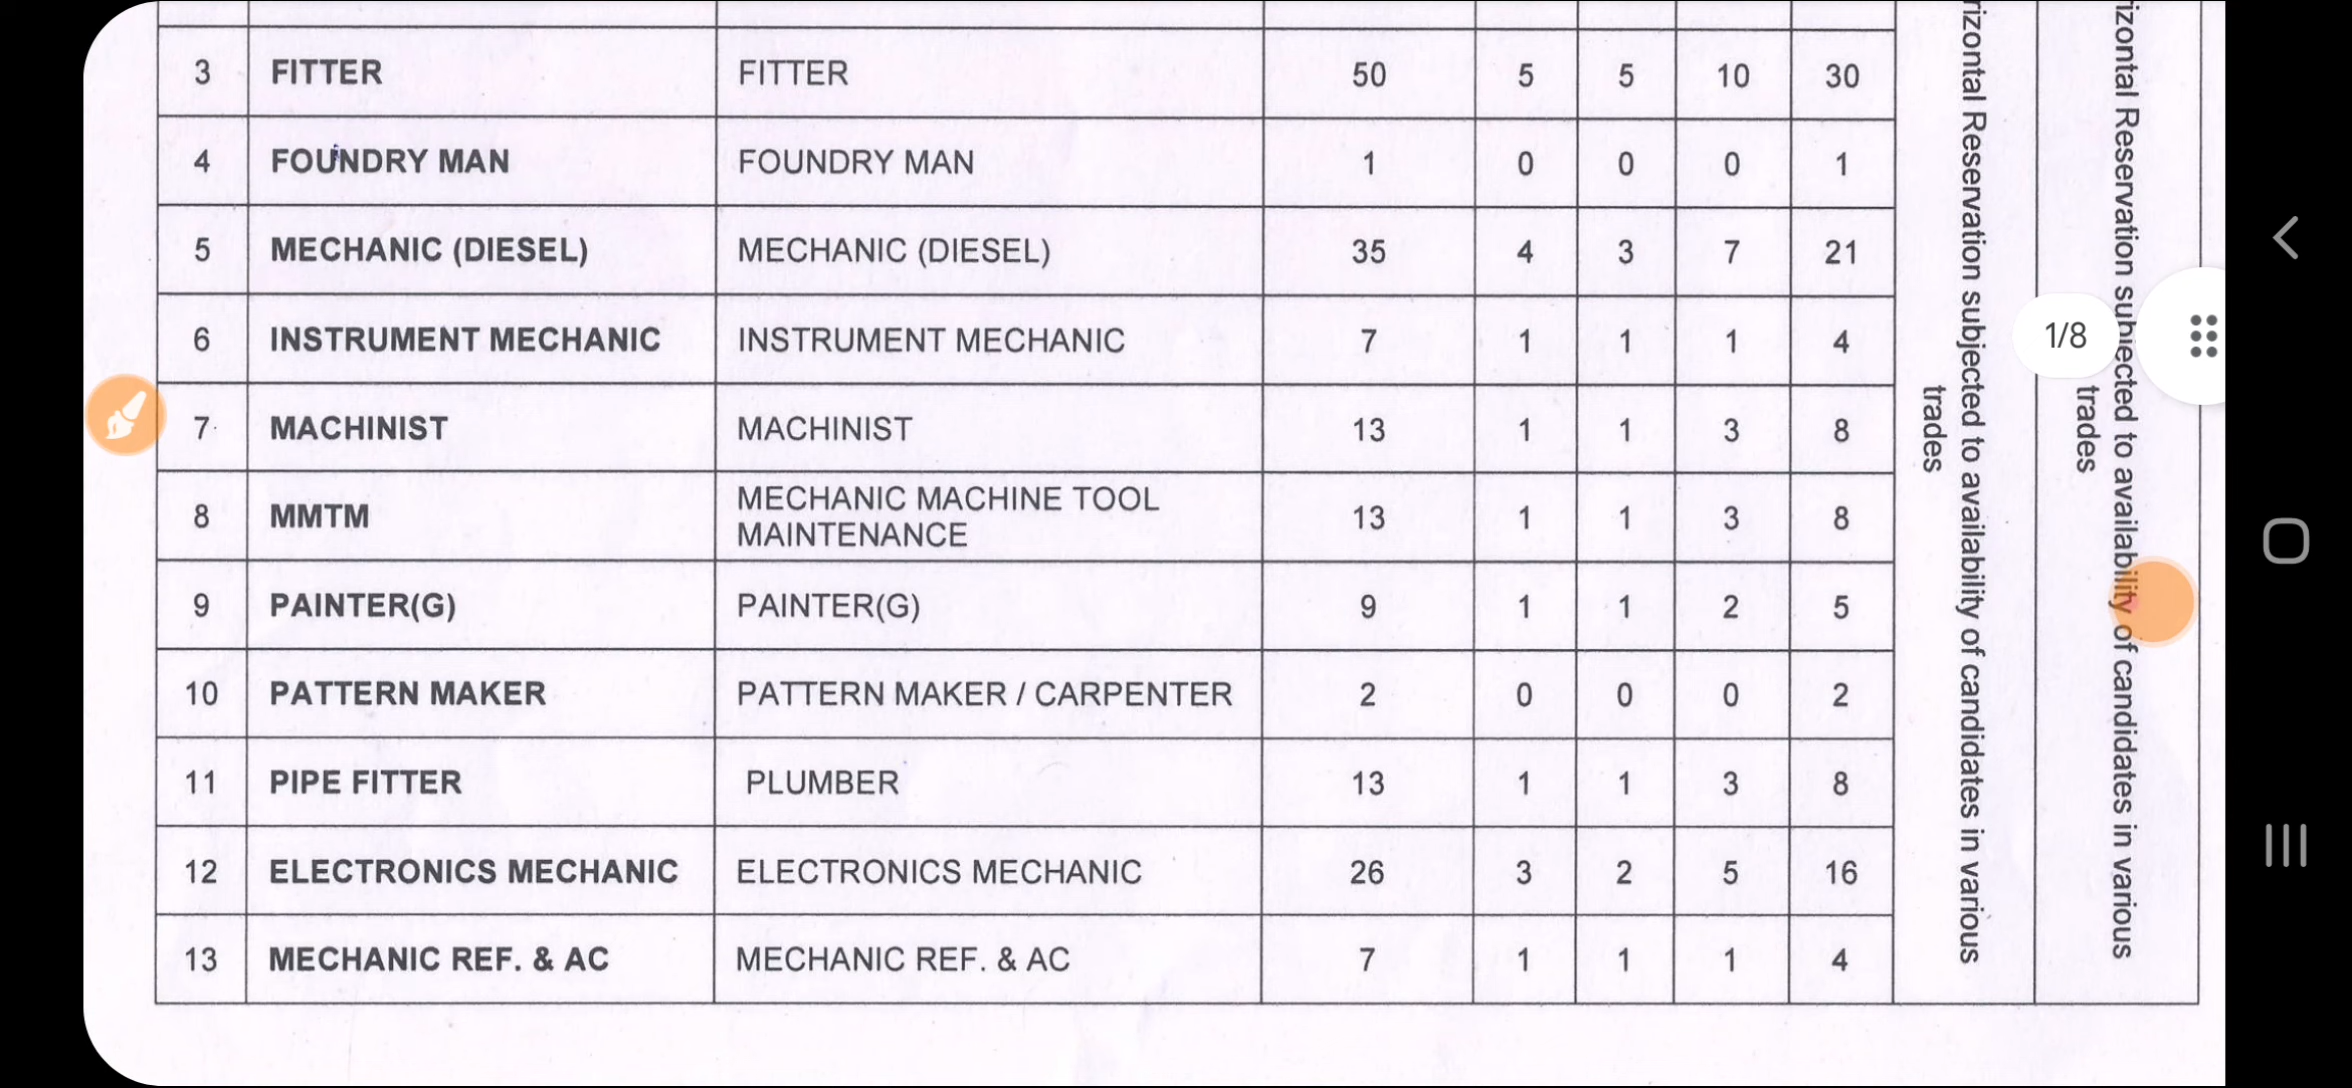 3 FITTER FITTER 50 5 5 10 30
4 FOUNDRY MAN FOUNDRY MAN 1 0 0 0 1
5 MECHANIC (DIESEL) MECHANIC (DIESEL) 35 4 3 7 21
6 INSTRUMENT MECHANIC INSTRUMENT MECHANIC 7 1 1 1 4
7 MACHINIST MACHINIST 13 1 1 3 8
8 MMTM MECHANIC MACHINE TOOL
MAINTENANCE 13 1 1 3 8
9 PAINTER(G) PAINTER(G) 9 1 1 2 5
10 PATTERN MAKER PATTERN MAKER / CARPENTER 2 0 0 0 2
11 PIPE FITTER PLUMBER 13 1 1 3 8
12 ELECTRONICS MECHANIC ELECTRONICS MECHANIC 26 3 2 5 16
13 MECHANIC REF. & AC MECHANIC REF. & AC 7 1 1 1 4
rizontal Reservation subjected to availability of candidates in various
trades
izontal Reservation subjected to availability of candidates in various
trades
1/8